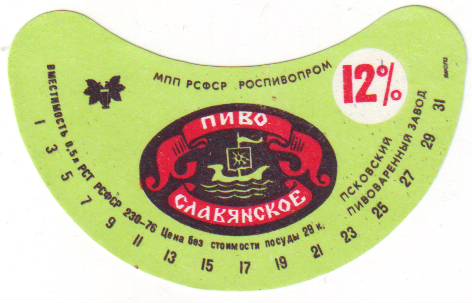 МПП РСФСР РОСПИВОПРОМ
12%
ПИВО
СЛАВЯНСКОЕ
ПСКОВСКИЙ
ПИВОВАРЕННЫЙ ЗАВОД
ВМЕСТИМОСТЬ 0,5 л РСТ РСФСР 230-76 Цена без стоимости посуды 29 к.
1 3 5 7 9 11 13 15 17 19 21 23 25 27 29 31